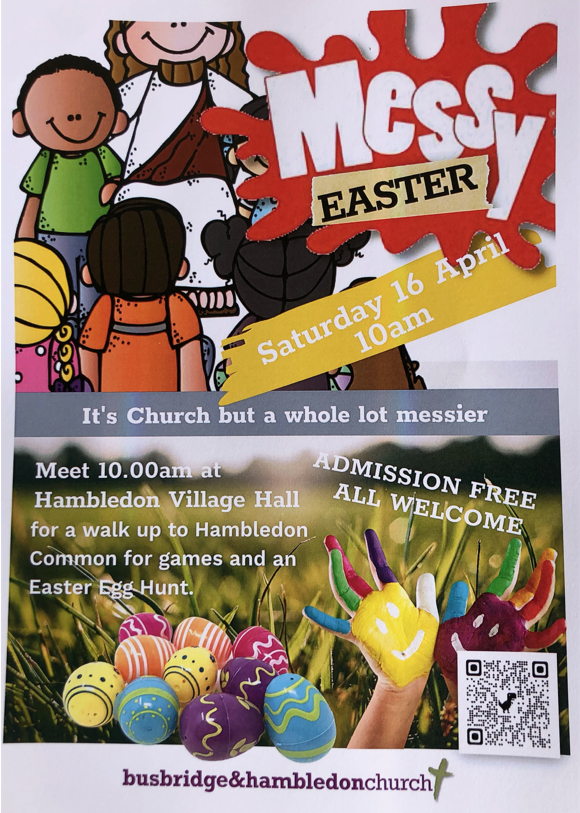 Messy
EASTER
Saturday 16 April
10am
It's Church but a whole lot messier
Meet 10.00am at
Hambledon Village Hall
for a walk up to Hambledon
Common for games and an
Easter Egg Hunt.
ADMISSION FREE
ALL WELCOME
busbridge&hambledonchurch